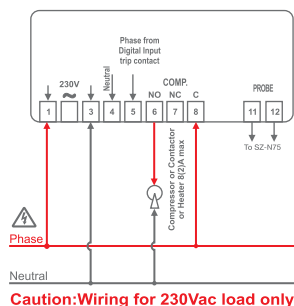 Phase from
Digital Input
trip contact
Neutral
230V
COMP.
NO NC C
PROBE
1 2 3 4 5 6 7 8 11 12
To SZ-N75
Compressor or Contactor
or Heater 8(2)A max
Phase
Neutral
Caution:Wiring for 230Vac load only